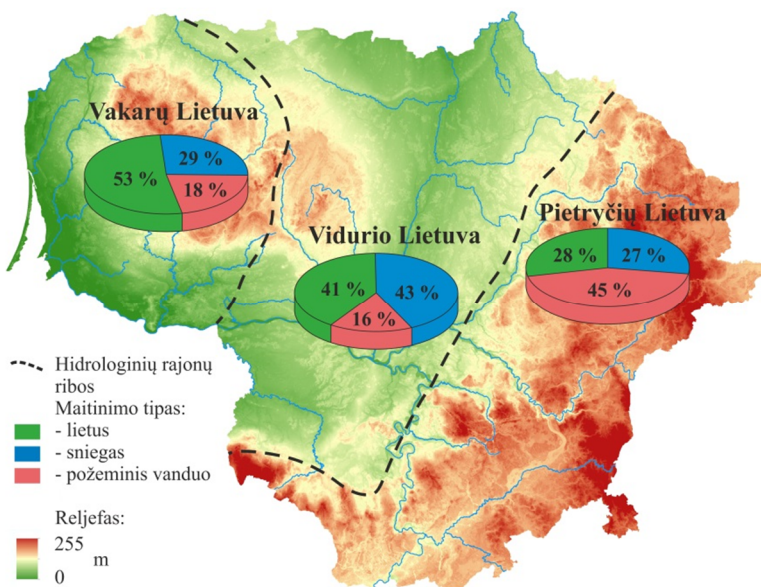 Vakarų Lietuva
29 %
53 %
18 %
Vidurio Lietuva
41 %
43 %
16 %
Pietryčių Lietuva
28 %
27 %
45 %
Hidrologinių rajonų
ribos
Maitinimo tipas:
- lietus
- sniegas
- požeminis vanduo
Reljefas:
255
m
0